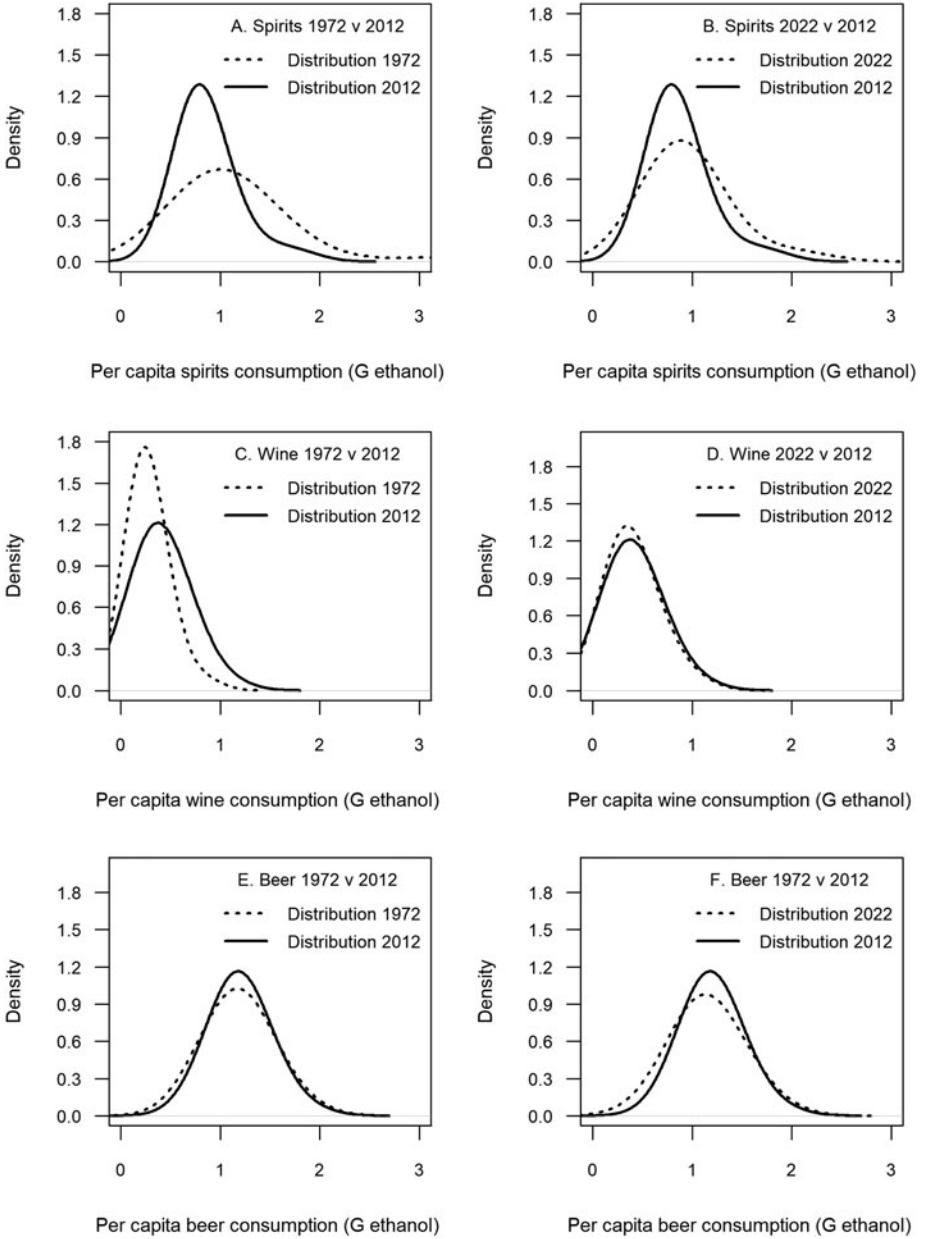 A. Spirits 1972 v 2012
Distribution 1972
Distribution 2012
Density
1.8
1.5
1.2
0.9
0.6
0.3
0.0
0 1 2 3
Per capita spirits consumption (G ethanol)
B. Spirits 2022 v 2012
Distribution 2022
Distribution 2012
Density
1.8
1.5
1.2
0.9
0.6
0.3
0.0
0 1 2 3
Per capita spirits consumption (G ethanol)
C. Wine 1972 v 2012
Distribution 1972
Distribution 2012
Density
1.8
1.5
1.2
0.9
0.6
0.3
0.0
0 1 2 3
Per capita wine consumption (G ethanol)
D. Wine 2022 v 2012
Distribution 2022
Distribution 2012
Density
1.8
1.5
1.2
0.9
0.6
0.3
0.0
0 1 2 3
Per capita wine consumption (G ethanol)
E. Beer 1972 v 2012
Distribution 1972
Distribution 2012
Density
1.8
1.5
1.2
0.9
0.6
0.3
0.0
0 1 2 3
Per capita beer consumption (G ethanol)
F. Beer 1972 v 2012
Distribution 2022
Distribution 2012
Density
1.8
1.5
1.2
0.9
0.6
0.3
0.0
0 1 2 3
Per capita beer consumption (G ethanol)